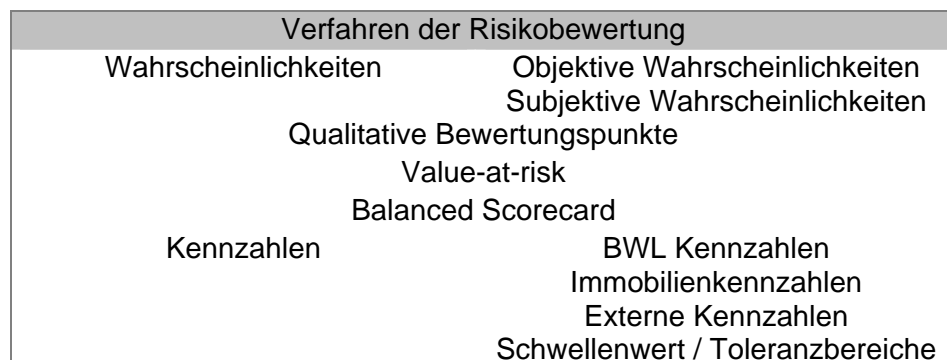 Verfahren der Risikobewertung
Wahrscheinlichkeiten Objektive Wahrscheinlichkeiten
Subjektive Wahrscheinlichkeiten
Qualitative Bewertungspunkte
Value-at-risk
Balanced Scorecard
Kennzahlen BWL Kennzahlen
Immobilienkennzahlen
Externe Kennzahlen
Schwellenwert / Toleranzbereiche